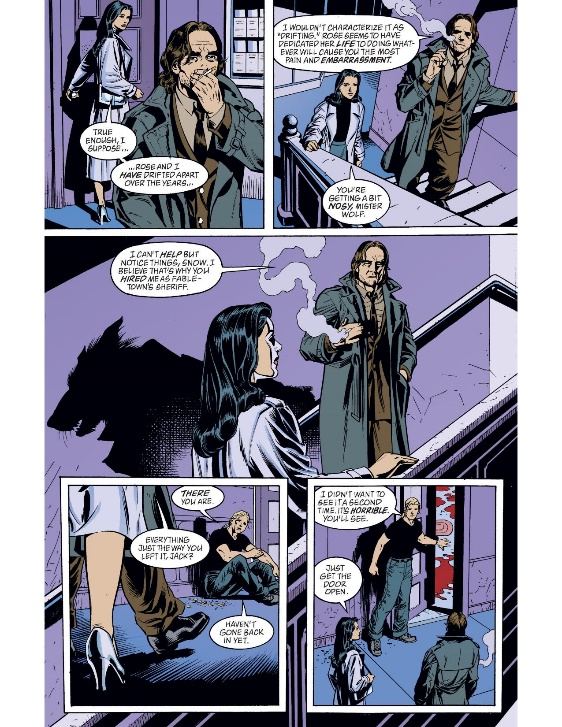 TRUE
ENOUGH, I
SUPPOSE...
...ROSE AND I
HAVE DRIFTED APART
OVER THE YEARS...
I WOULDN'T CHARACTERIZE IT AS
"DRIFTING." ROSE SEEMS TO HAVE
DEDICATED HER LIFE TO DOING WHAT-
EVER WILL CAUSE YOU THE MOST
PAIN AND EMBARRASSMENT.
YOU'RE
GETTING A BIT
NOSY, MISTER
WOLF.
I CAN'T HELP BUT
NOTICE THINGS, SNOW. I
BELIEVE THAT'S WHY YOU
HIRED ME AS FABLE-
TOWN'S SHERIFF.
THERE
YOU ARE.
EVERYTHING
JUST THE WAY YOU
LEFT IT, JACK?
HAVEN'T
GONE BACK
IN YET.
I DIDN'T WANT TO
SEE IT A SECOND
TIME. IT'S HORRIBLE.
YOU'LL SEE.
JUST
GET THE
DOOR
OPEN.